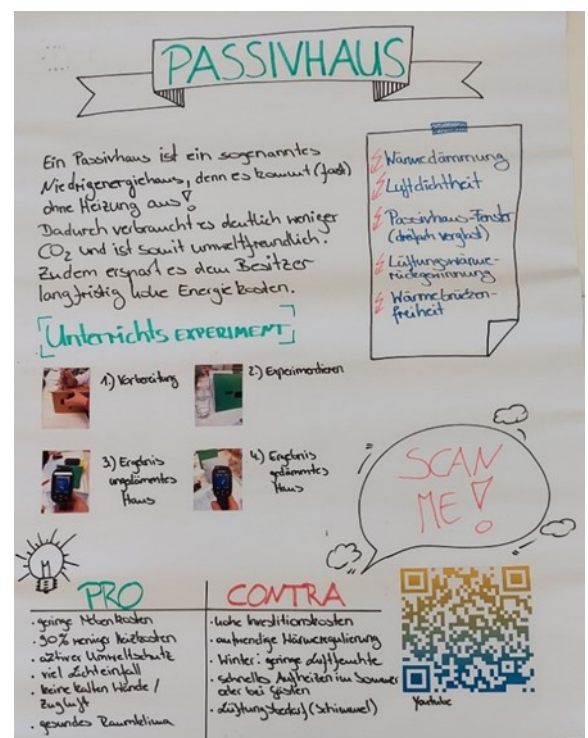 PASSIVHAUS
Ein Passivhaus ist ein sogenanntes
Niedrigenergiehaus, denn es kommt (fast)
ohne Heizung aus!
Dadurch verbraucht es deutlich weniger
CO₂ und ist somit umweltfreundlich.
Zudem erspart es dem Besitzer
langfristig hohe Energiekosten.
Wärmedämmung
Luftdichtheit
Passivhaus-Fenster
(dreifach verglast)
Lüftungswärme-
rückgewinnung
Wärmebrücken-
freiheit
Unterrichts EXPERIMENT
1.) Vorbereitung
2.) Experimentieren
3.) Ergebnis
ungedämmtes
Haus
4.) Ergebnis
gedämmtes
Haus
SCAN
ME!
PRO
· geringe Nebenkosten
· 90% weniger Heizkosten
· aktiver Umweltschutz
· viel Lichteinfall
· keine kalten Wände /
Zugluft
· gesundes Raumklima
CONTRA
· hohe Investitionskosten
· aufwendige Wärmeregulierung
· Winter: geringe Luftfeuchte
· schnelles Aufheizen im Sommer
oder bei Gästen
· Lüftungsbedarf (Schimmel)
Youtube